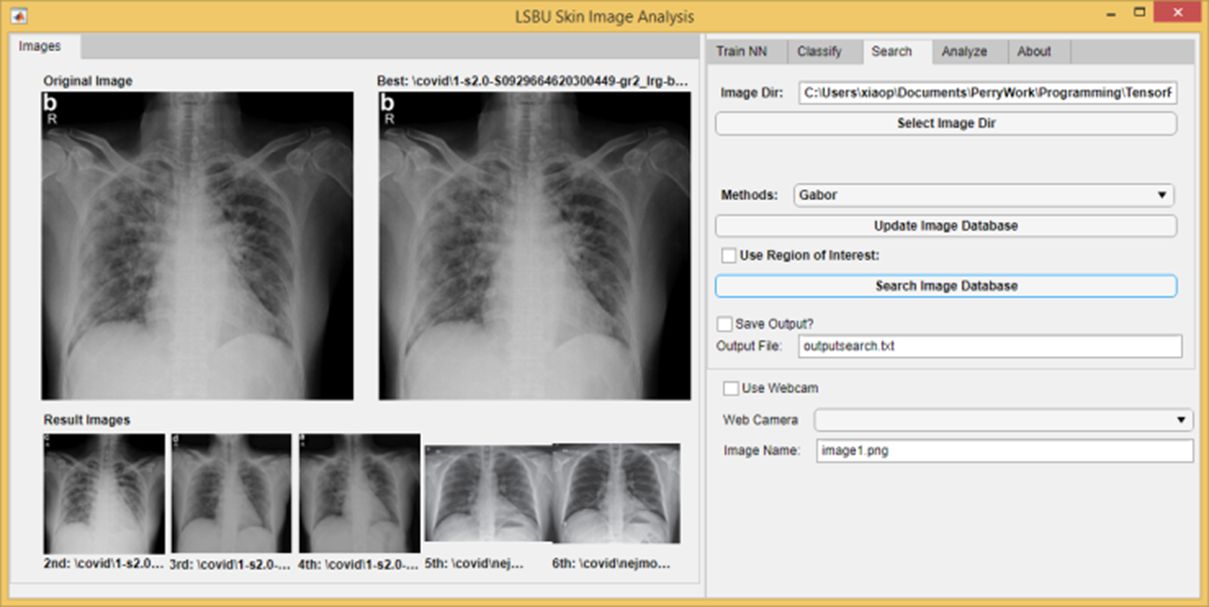 LSBU Skin Image Analysis
Images
Original Image
Best: \covid\1-s2.0-S0929664620300449-gr2_lrg-b...
b
R
b
R
Result Images
2nd: \covid\1-s2.0...
3rd: \covid\1-s2.0-...
4th: \covid\1-s2.0-...
5th: \covid\nej...
6th: \covid\nejmo...
Train NN
Classify
Search
Analyze
About
Image Dir: C:\Users\xiaop\Documents\PerryWork\Programming\TensorF
Select Image Dir
Methods: Gabor
Update Image Database
Use Region of Interest:
Search Image Database
Save Output?
Output File: outputsearch.txt
Use Webcam
Web Camera
Image Name: image1.png